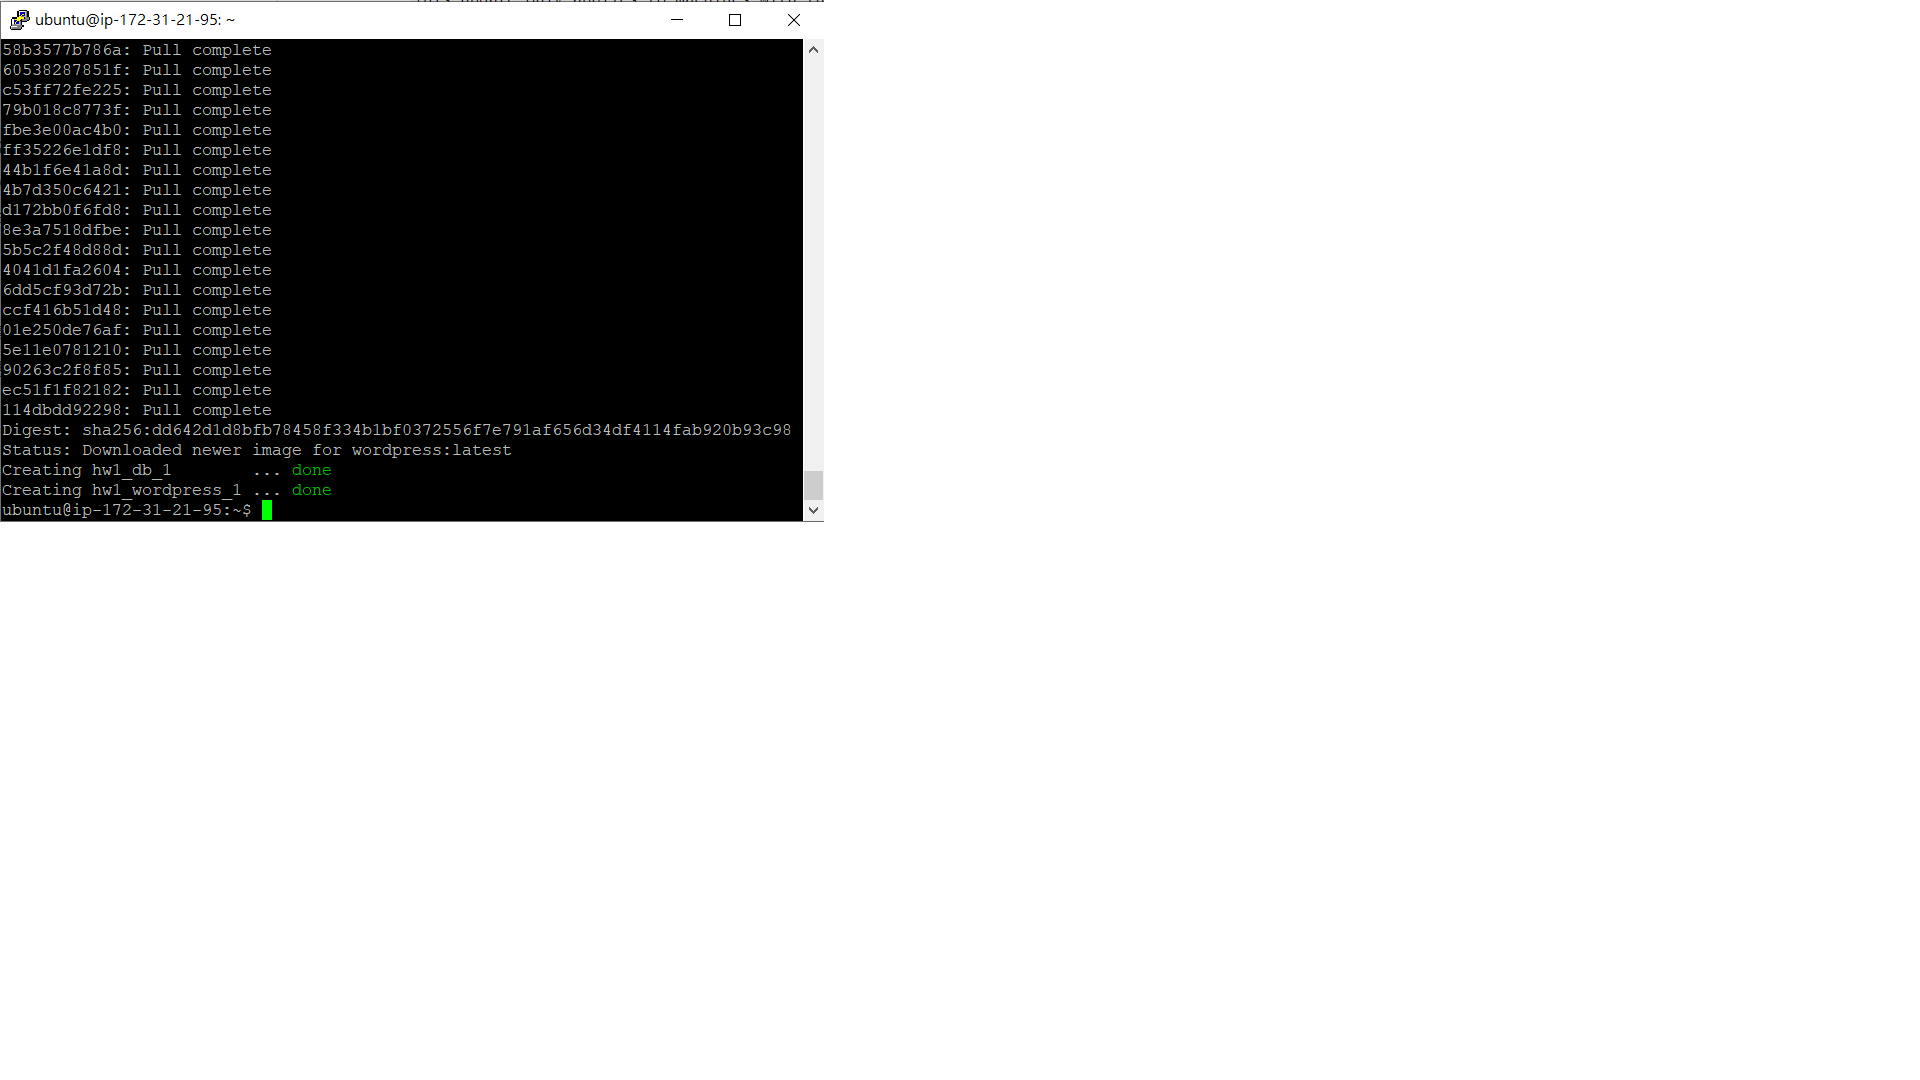 ubuntu@ip-172-31-21-95: ~
58b3577b786a: Pull complete
60538287851f: Pull complete
c53ff72fe225: Pull complete
79b018c8773f: Pull complete
fbe3e00ac4b0: Pull complete
ff35226e1df8: Pull complete
44b1f6e41a8d: Pull complete
4b7d350c6421: Pull complete
d172bb0f6fd8: Pull complete
8e3a7518dfbe: Pull complete
5b5c2f48d88d: Pull complete
4041d1fa2604: Pull complete
6dd5cf93d72b: Pull complete
ccf416b51d48: Pull complete
01e250de76af: Pull complete
5e11e0781210: Pull complete
90263c2f8f85: Pull complete
ec51f1f82182: Pull complete
114dbdd92298: Pull complete
Digest: sha256:dd642d1d8bfb78458f334b1bf0372556f7e791af656d34df4114fab920b93c98
Status: Downloaded newer image for wordpress:latest
Creating hw1_db_1        ... done
Creating hw1_wordpress_1 ... done
ubuntu@ip-172-31-21-95:~$